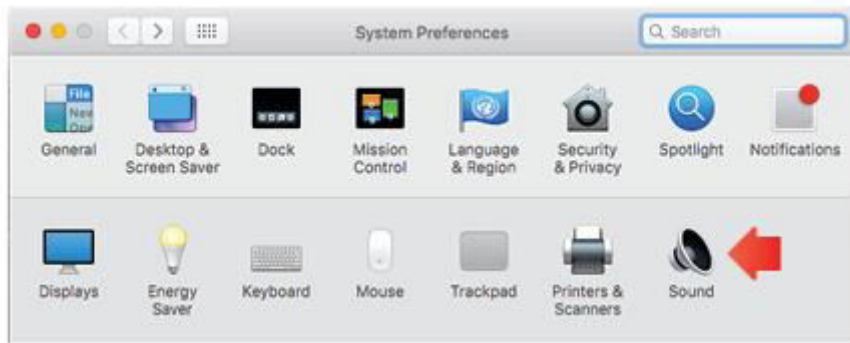 System Preferences
Search
General
Desktop &
Screen Saver
Dock
Mission
Control
Language
& Region
Security
& Privacy
Spotlight
Notifications
Displays
Energy
Saver
Keyboard
Mouse
Trackpad
Printers &
Scanners
Sound